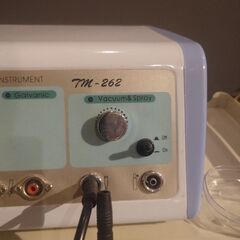 INSTRUMENT TM-262
Galvanic Vacuum&Spray